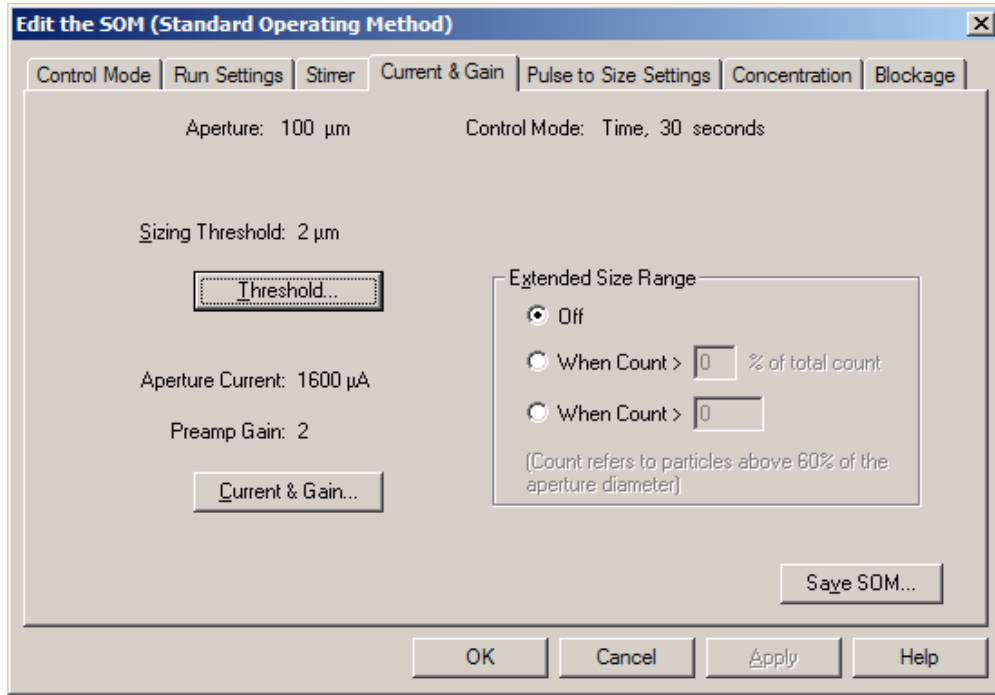 Edit the SOM (Standard Operating Method)
Control Mode Run Settings Stirrer Current & Gain Pulse to Size Settings Concentration Blockage
Aperture: 100 µm Control Mode: Time, 30 seconds
Sizing Threshold: 2 µm
Threshold...
Extended Size Range
Off
When Count > 0 % of total count
When Count > 0
(Count refers to particles above 60% of the
aperture diameter)
Aperture Current: 1600 µA
Preamp Gain: 2
Current & Gain...
Save SOM...
OK Cancel Apply Help